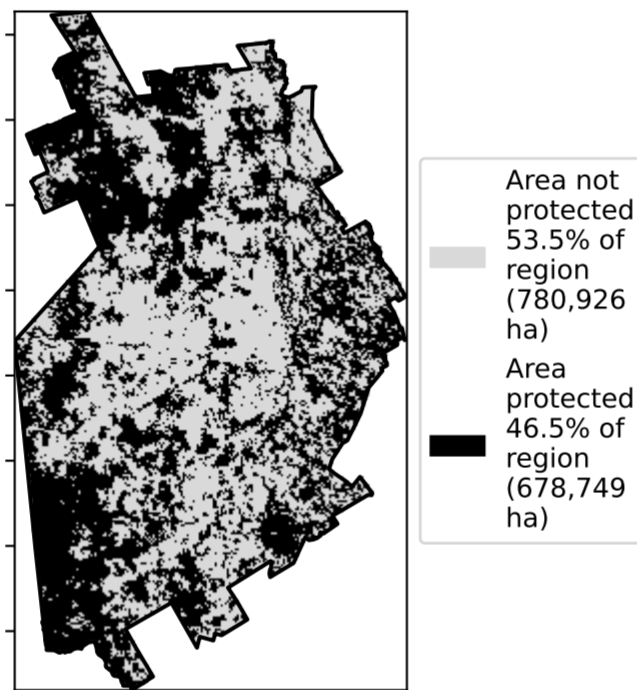 Area not
protected
53.5% of
region
(780,926
ha)
Area
protected
46.5% of
region
(678,749
ha)